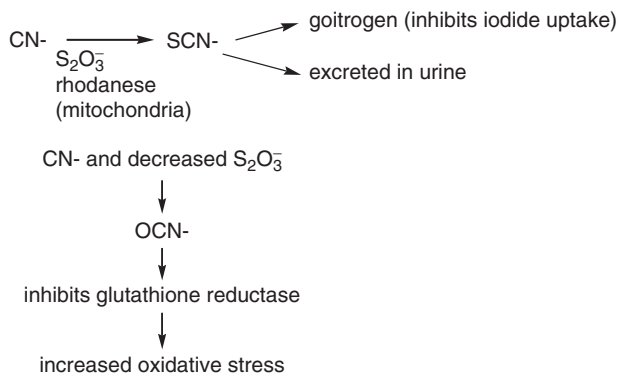 CN-
SCN-
goitrogen (inhibits iodide uptake)
S₂O₃⁻
rhodanese
(mitochondria)
excreted in urine
CN- and decreased S₂O₃⁻
OCN-
inhibits glutathione reductase
increased oxidative stress